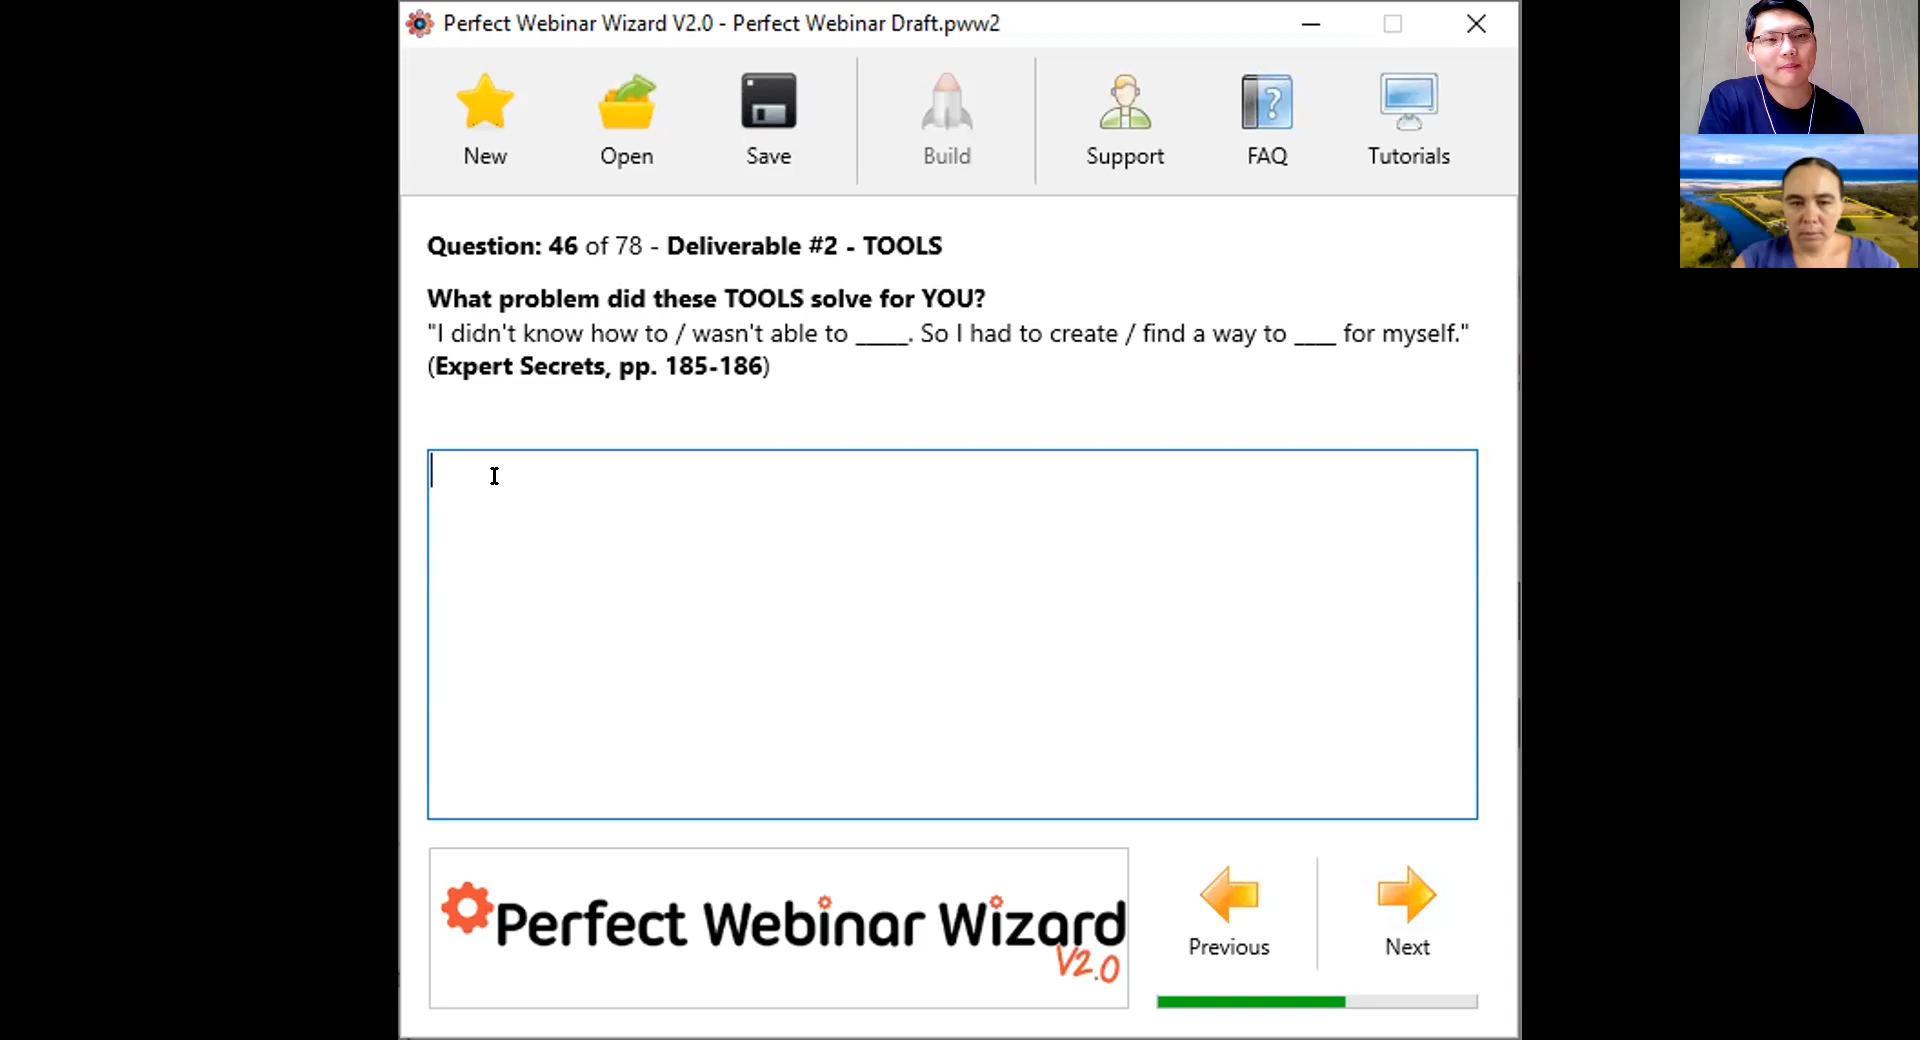 Perfect Webinar Wizard V2.0 - Perfect Webinar Draft.pww2
New
Open
Save
Build
Support
FAQ
Tutorials
Question: 46 of 78 - Deliverable #2 - TOOLS
What problem did these TOOLS solve for YOU?
"I didn't know how to / wasn't able to _____. So I had to create / find a way to ____ for myself."
(Expert Secrets, pp. 185-186)
Perfect Webinar Wizard
V2.0
Previous
Next